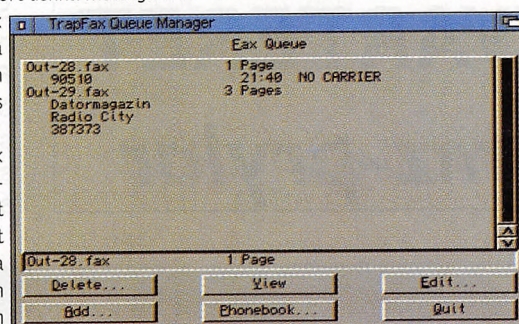 TrapFax Queue Manager
Fax Queue
Out-28.fax 1 Page
90510 21:40 NO CARRIER
Out-29.fax 3 Pages
Datormagazin
Radio City
387373
Out-28.fax 1 Page
Delete... View Edit...
Add... Phonebook... Quit